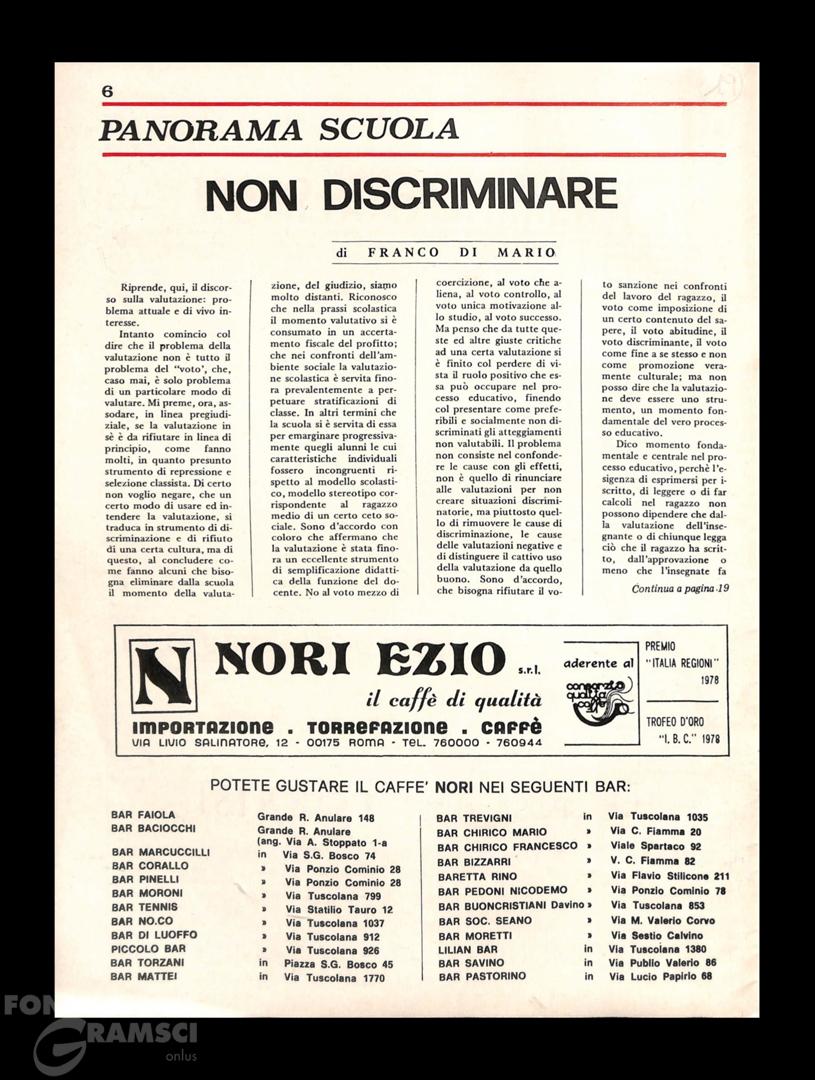 6
PANORAMA SCUOLA
NON DISCRIMINARE
di FRANCO DI MARIO
Riprende, qui, il discor-
so sulla valutazione: pro-
blema attuale e di vivo in-
teresse.
Intanto comincio col
dire che il problema della
valutazione non è tutto il
problema del "voto', che,
caso mai, è solo problema
di un particolare modo di
valutare. Mi preme, ora, as-
sodare, in linea pregiudi-
ziale, se la valutazione in
sè è da rifiutare in linea di
principio, come fanno
molti, in quanto presunto
strumento di repressione e
selezione classista. Di certo
non voglio negare, che un
certo modo di usare ed in-
tendere la valutazione, si
traduca in strumento di di-
scriminazione e di rifiuto
di una certa cultura, ma di
questo, al concludere co-
me fanno alcuni che biso-
gna eliminare dalla scuola
il momento della valuta-
zione, del giudizio, siamo
molto distanti. Riconosco
che nella prassi scolastica
il momento valutativo si è
consumato in un accerta-
mento fiscale del profitto;
che nei confronti dell'am-
biente sociale la valutazio-
ne scolastica è servita fino-
ra prevalentemente a per-
petuare stratificazioni di
classe. In altri termini che
la scuola si è servita di essa
per emarginare progressiva-
mente quegli alunni le cui
caratteristiche individuali
fossero incongruenti ri-
spetto al modello scolasti-
co, modello stereotipo cor-
rispondente al ragazzo
medio di un certo ceto so-
ciale. Sono d'accordo con
coloro che affermano che
la valutazione è stata fino-
ra un eccellente strumento
di semplificazione didatti-
ca della funzione del do-
cente. No al voto mezzo di
coercizione, al voto che a-
liena, al voto controllo, al
voto unica motivazione al-
lo studio, al voto successo.
Ma penso che da tutte que-
ste ed altre giuste critiche
ad una certa valutazione si
è finito col perdere di vi-
sta il ruolo positivo che es-
sa può occupare nel pro-
cesso educativo, finendo
col presentare come prefe-
ribili e socialmente non di-
scriminati gli atteggiamenti
non valutabili. Il problema
non consiste nel confonde-
re le cause con gli effetti,
non è quello di rinunciare
alle valutazioni per non
creare situazioni discrimi-
natorie, ma piuttosto quel-
lo di rimuovere le cause di
discriminazione, le cause
delle valutazioni negative e
di distinguere il cattivo uso
della valutazione da quello
buono. Sono d'accordo,
che bisogna rifiutare il vo-
to sanzione nei confronti
del lavoro del ragazzo, il
voto come imposizione di
un certo contenuto del sa-
pere, il voto abitudine, il
voto discriminante, il voto
come fine a se stesso e non
come promozione vera-
mente culturale; ma non
posso dire che la valutazio-
ne deve essere uno stru-
mento, un momento fon-
damentale del vero proces-
so educativo.
Dico momento fonda-
mentale e centrale nel pro-
cesso educativo, perchè l'e-
sigenza di esprimersi per i-
scritto, di leggere o di far
calcoli nel ragazzo non
possono dipendere che dal-
la valutazione dell'inse-
gnante o di chiunque legga
ciò che il ragazzo ha scrit-
to, dall'approvazione o
meno che l'insegnate fa
Continua a pagina 19
N
NORI EZIO s.r.l.
il caffè di qualità
IMPORTAZIONE . TORREFAZIONE . CAFFÈ
VIA LIVIO SALINATORE, 12 - 00175 ROMA - TEL. 760000 - 760944
aderente al
consorzio
qualità
caffè
PREMIO
"ITALIA REGIONI"
1978
TROFEO D'ORO
"I. B. C." 1978
POTETE GUSTARE IL CAFFE' NORI NEI SEGUENTI BAR:
BAR FAIOLA Grande R. Anulare 148
BAR BACIOCCHI Grande R. Anulare
(ang. Via A. Stoppato 1-a
BAR MARCUCCILLI in Via S.G. Bosco 74
BAR CORALLO » Via Ponzio Cominio 28
BAR PINELLI » Via Ponzio Cominio 28
BAR MORONI » Via Tuscolana 799
BAR TENNIS » Via Statilio Tauro 12
BAR NO.CO » Via Tuscolana 1037
BAR DI LUOFFO » Via Tuscolana 912
PICCOLO BAR » Via Tuscolana 926
BAR TORZANI in Piazza S.G. Bosco 45
BAR MATTEI in Via Tuscolana 1770
BAR TREVIGNI in Via Tuscolana 1035
BAR CHIRICO MARIO » Via C. Fiamma 20
BAR CHIRICO FRANCESCO » Viale Spartaco 92
BAR BIZZARRI » V. C. Fiamma 82
BARETTA RINO » Via Flavio Stilicone 211
BAR PEDONI NICODEMO » Via Ponzio Cominio 78
BAR BUONCRISTIANI Davino » Via Tuscolana 853
BAR SOC. SEANO » Via M. Valerio Corvo
BAR MORETTI » Via Sestio Calvino
LILIAN BAR in Via Tuscolana 1380
BAR SAVINO in Via Publio Valerio 86
BAR PASTORINO in Via Lucio Papirio 68
GRAMSCI
onlus